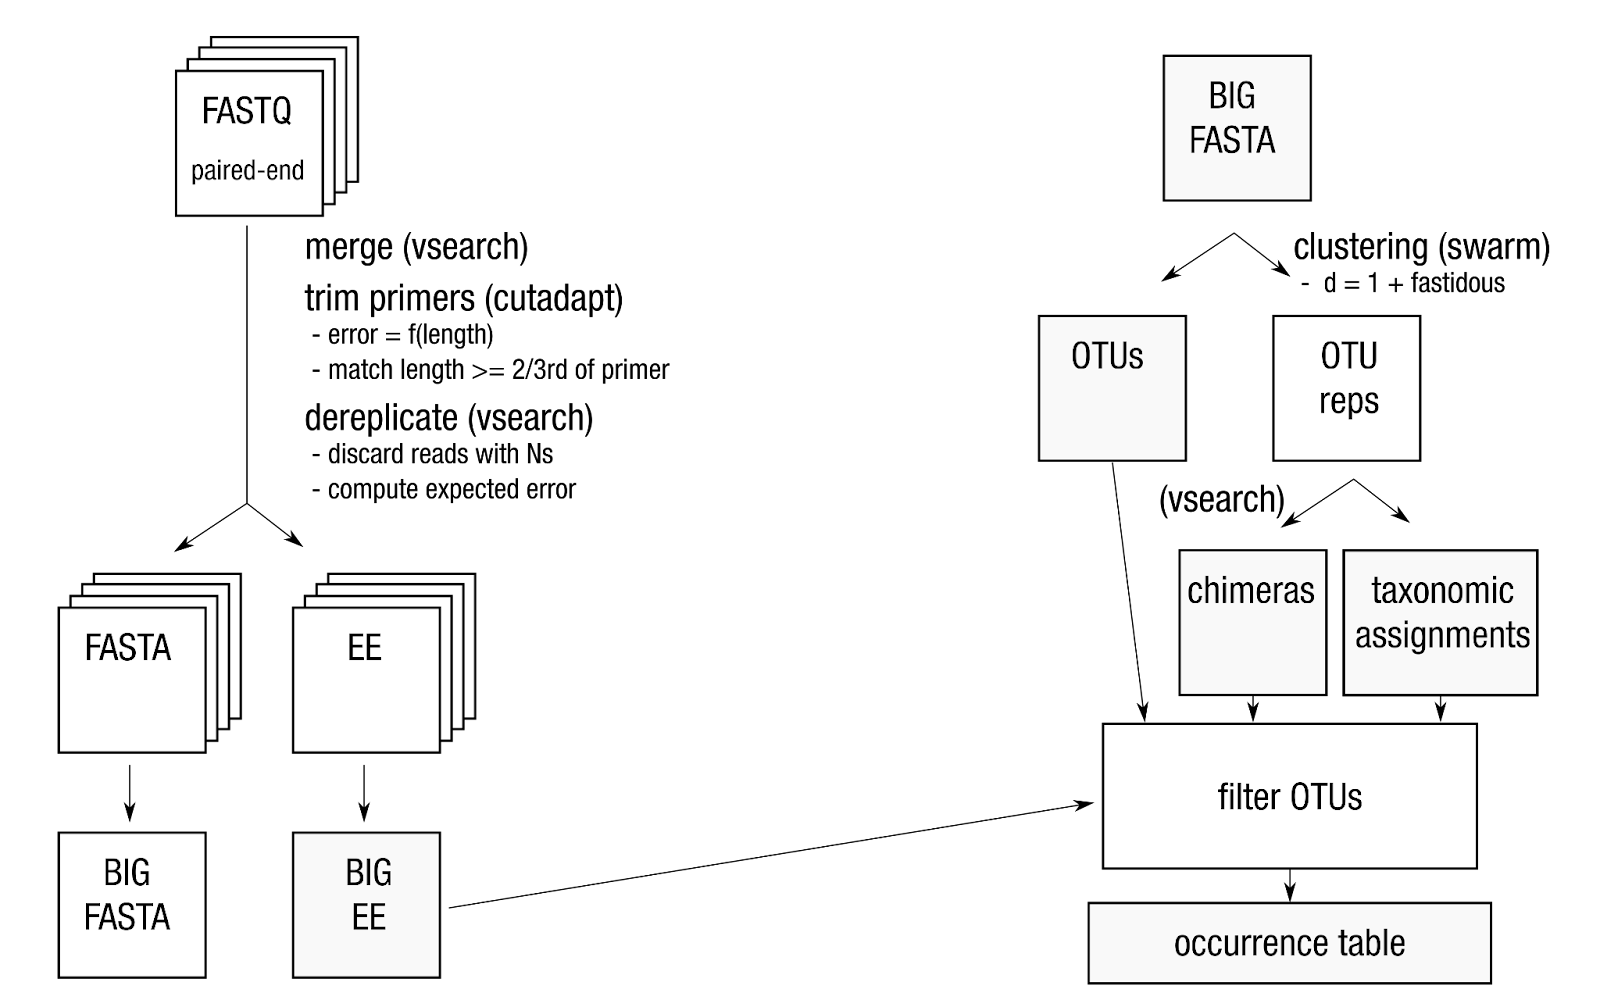 FASTQ
paired-end
merge (vsearch)
trim primers (cutadapt)
- error = f(length)
- match length >= 2/3rd of primer
dereplicate (vsearch)
- discard reads with Ns
- compute expected error
FASTA
EE
BIG
FASTA
BIG
EE
BIG
FASTA
clustering (swarm)
- d = 1 + fastidous
OTUs
OTU
reps
(vsearch)
chimeras
taxonomic
assignments
filter OTUs
occurrence table